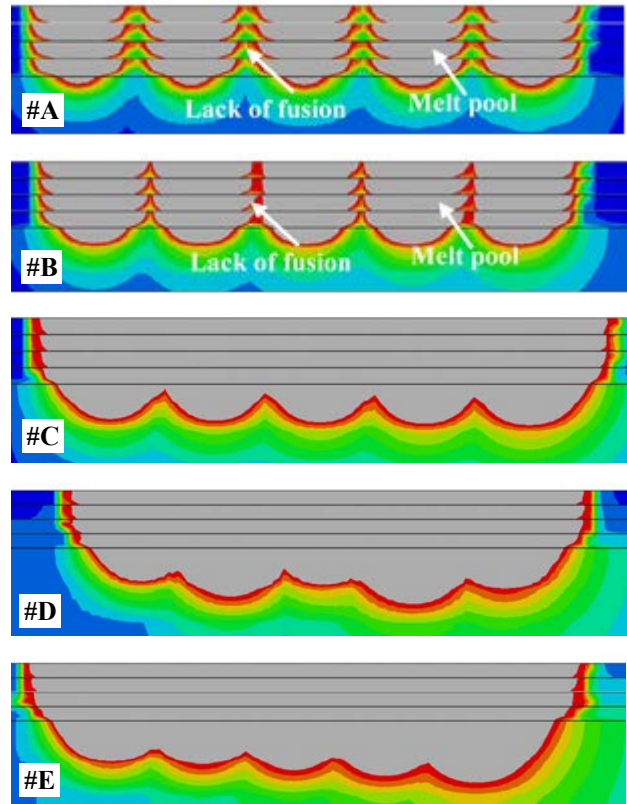 Lack of fusion
Melt pool
#A
Lack of fusion
Melt pool
#B
#C
#D
#E